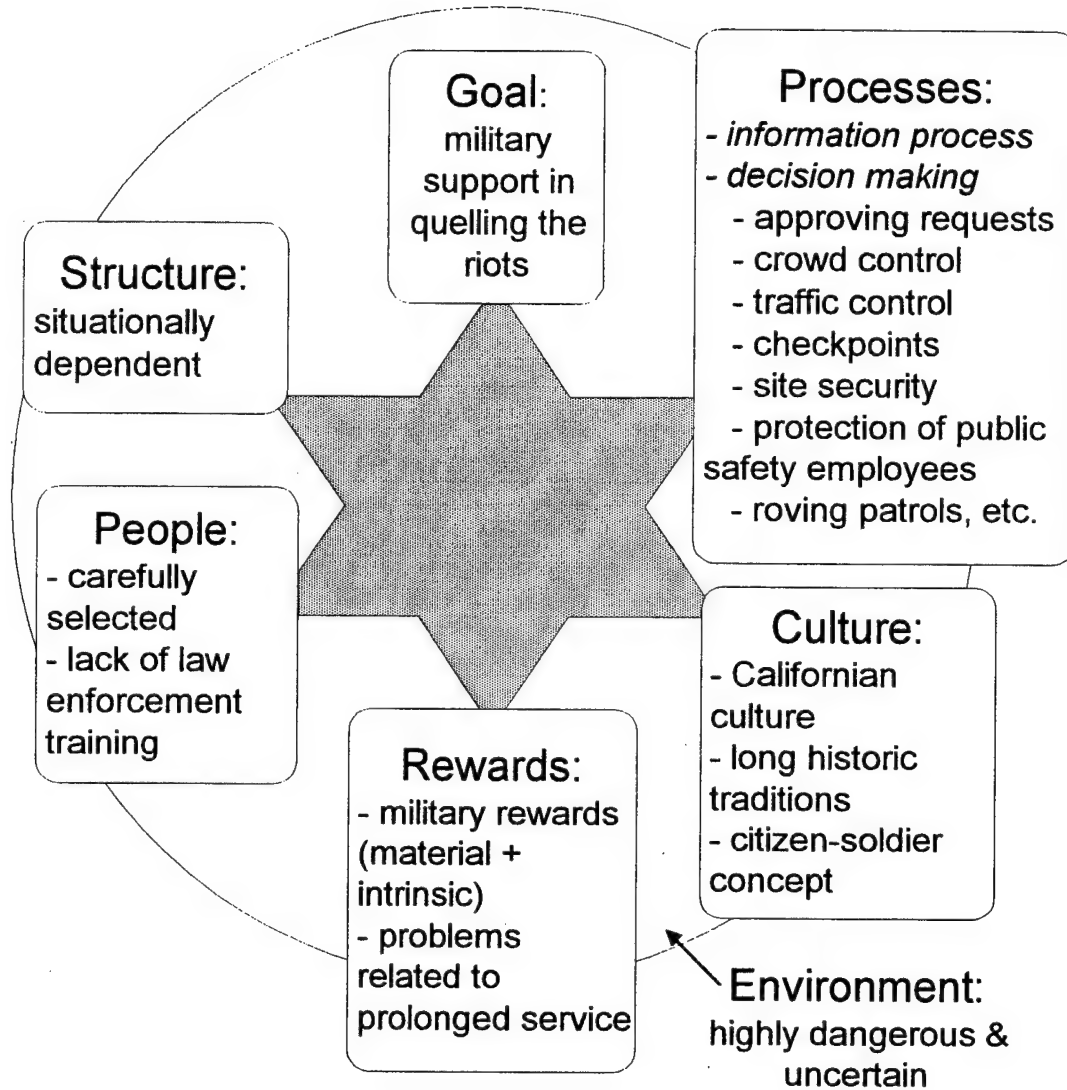 Goal:
military
support in
quelling the
riots
Processes:
- information process
- decision making
- approving requests
- crowd control
- traffic control
- checkpoints
- site security
- protection of public
safety employees
- roving patrols, etc.
Structure:
situationally
dependent
People:
- carefully
selected
- lack of law
enforcement
training
Culture:
- Californian
culture
- long historic
traditions
- citizen-soldier
concept
Rewards:
- military rewards
(material +
intrinsic)
- problems
related to
prolonged service
Environment:
highly dangerous &
uncertain